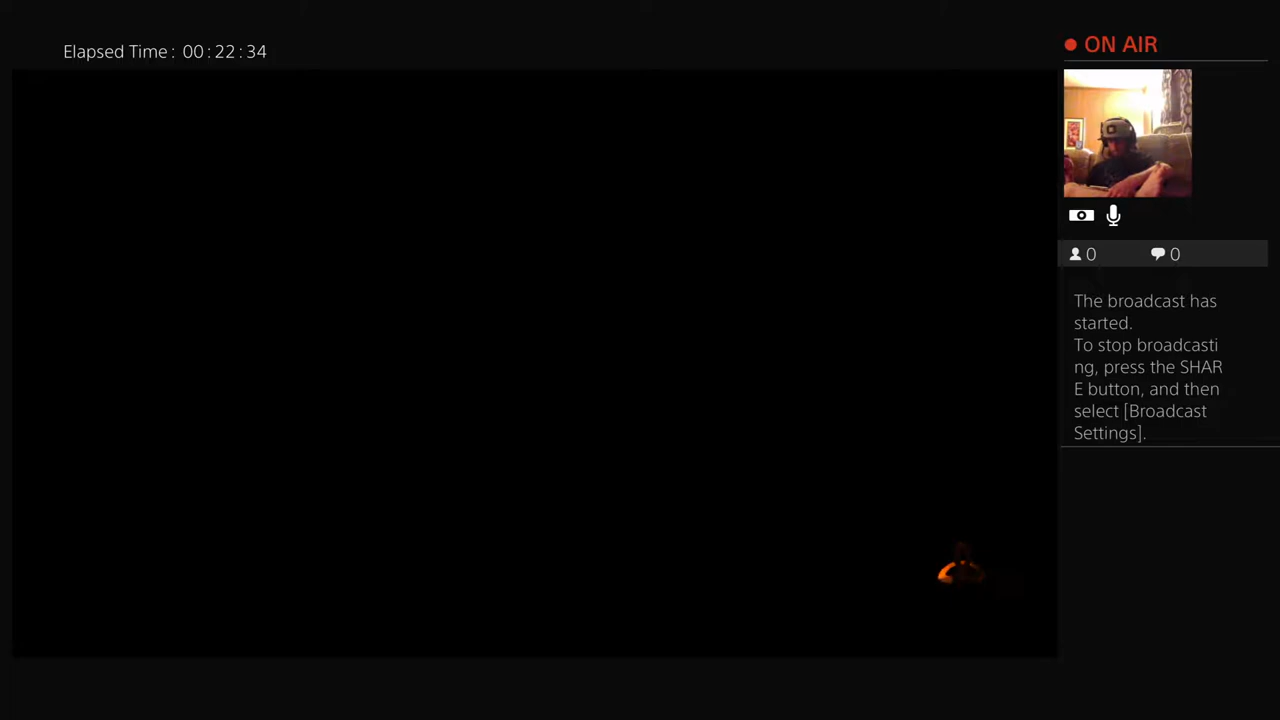 Elapsed Time: 00:22:34
ON AIR
0 0
The broadcast has
started.
To stop broadcasti
ng, press the SHAR
E button, and then
select [Broadcast
Settings].